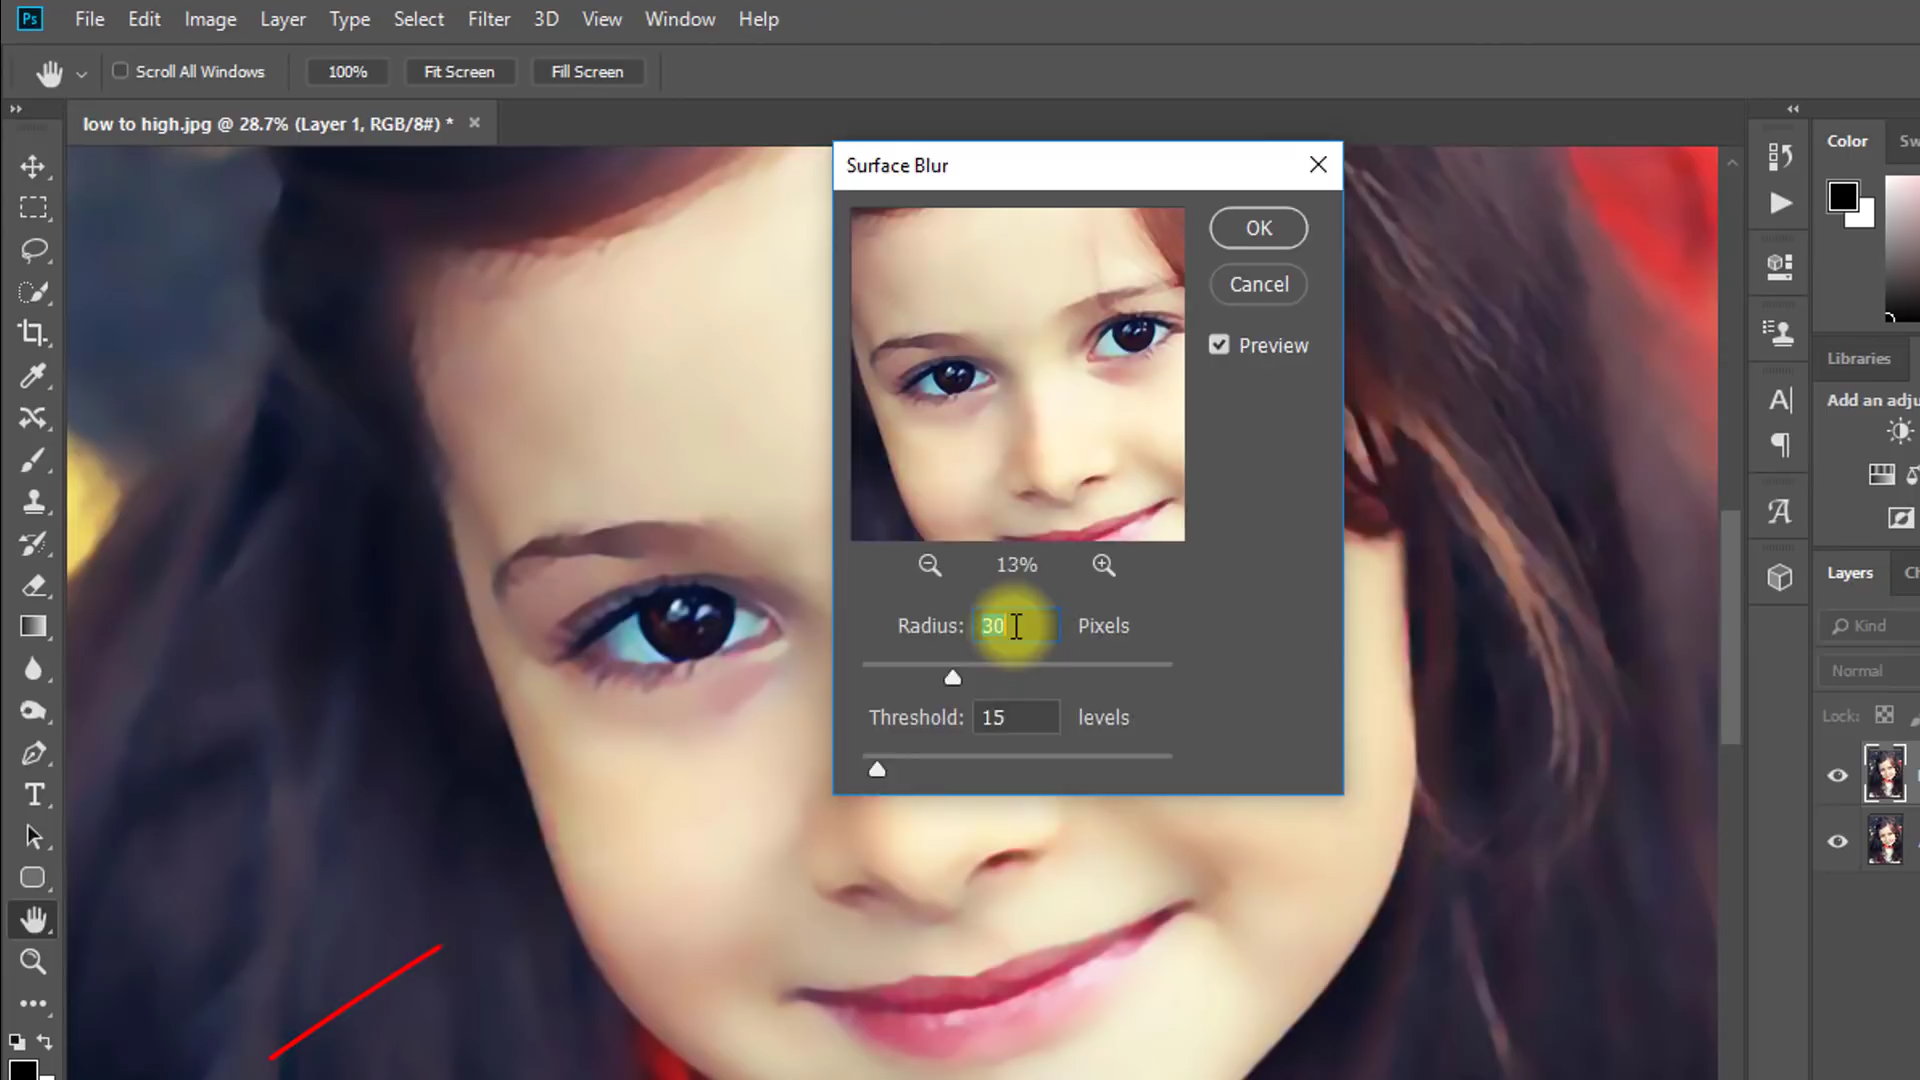 Ps File Edit Image Layer Type Select Filter 3D View Window Help
Scroll All Windows 100% Fit Screen Fill Screen
low to high.jpg @ 28.7% (Layer 1, RGB/8#) *
Color Sw
Surface Blur
OK
Cancel
Preview
13%
Radius: 30 Pixels
Threshold: 15 levels
Libraries
Add an adju
Layers Ch
Kind
Normal
Lock: